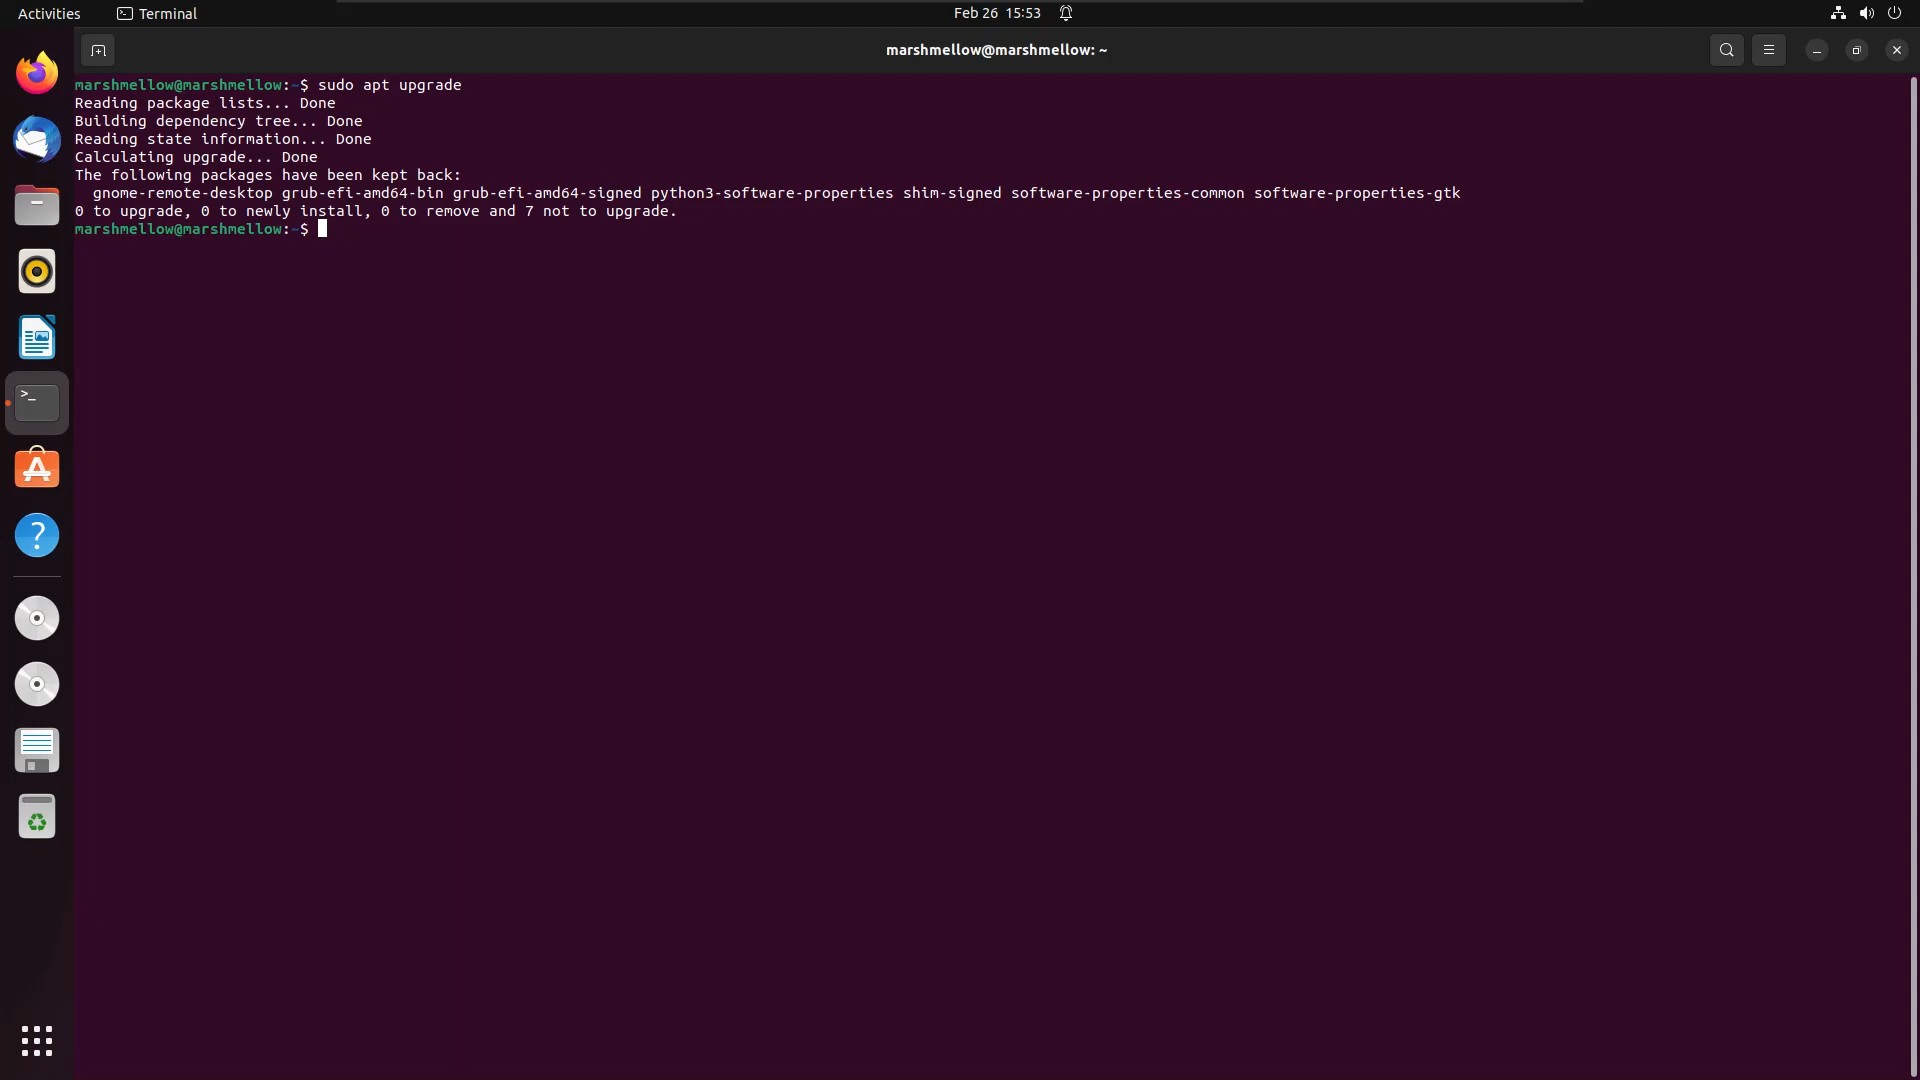 Activities Terminal Feb 26 15:53
marshmellow@marshmellow: ~
marshmellow@marshmellow:~$ sudo apt upgrade
Reading package lists... Done
Building dependency tree... Done
Reading state information... Done
Calculating upgrade... Done
The following packages have been kept back:
  gnome-remote-desktop grub-efi-amd64-bin grub-efi-amd64-signed python3-software-properties shim-signed software-properties-common software-properties-gtk
0 to upgrade, 0 to newly install, 0 to remove and 7 not to upgrade.
marshmellow@marshmellow:~$